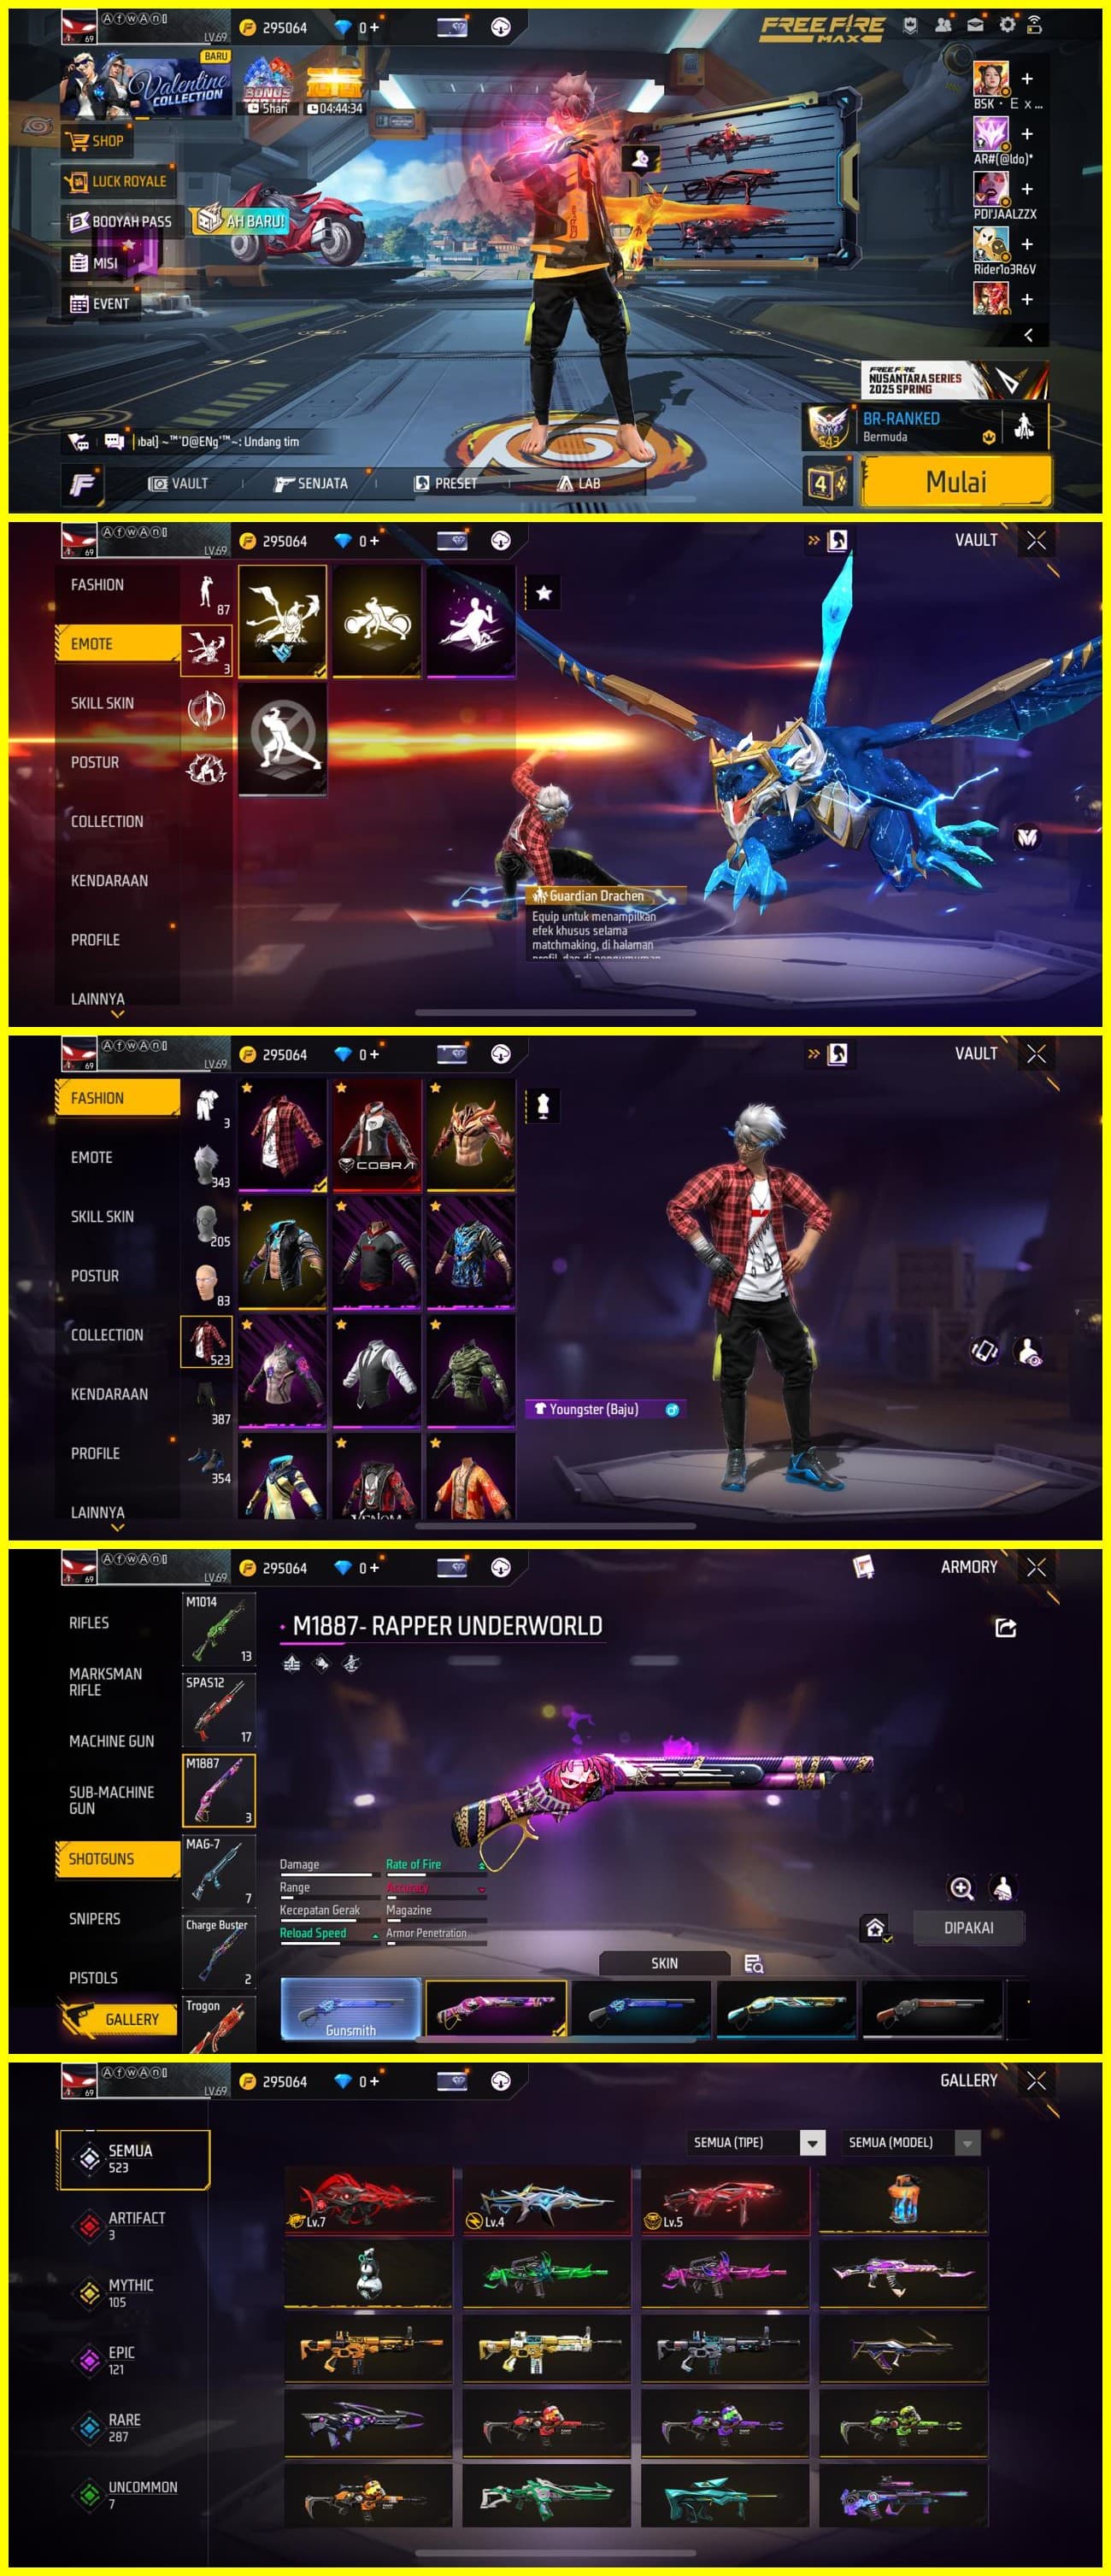 ⒶⓕⓦⒶⓝ
LV.69
69
295064
0 +
FREE FIRE
MAX
BARU
Valentine
COLLECTION
5hari
04:44:34
SHOP
LUCK ROYALE
BOOYAH PASS
AH BARU!
MISI
EVENT
BSK・Ex...
AR#(@ldo)*
PDI'JAALZZX
Rider1o3R6V
FREE FIRE
NUSANTARA SERIES
2025 SPRING
543
BR-RANKED
Bermuda
4
Mulai
ıbal] ~™'D@ENg'™~: Undang tim
VAULT
SENJATA
PRESET
LAB
ⒶⓕⓦⒶⓝ
LV.69
69
295064
0 +
VAULT
FASHION
EMOTE
SKILL SKIN
POSTUR
COLLECTION
KENDARAAN
PROFILE
LAINNYA
87
3
Guardian Drachen
Equip untuk menampilkan
efek khusus selama
matchmaking, di halaman
profil, dan di pengumuman
ⒶⓕⓦⒶⓝ
LV.69
69
295064
0 +
VAULT
FASHION
EMOTE
SKILL SKIN
POSTUR
COLLECTION
KENDARAAN
PROFILE
LAINNYA
3
343
205
83
523
387
354
COBRA
VENOM
Youngster (Baju)
ⒶⓕⓦⒶⓝ
LV.69
69
295064
0 +
ARMORY
RIFLES
MARKSMAN
RIFLE
MACHINE GUN
SUB-MACHINE
GUN
SHOTGUNS
SNIPERS
PISTOLS
GALLERY
M1014
13
SPAS12
17
M1887
3
MAG-7
7
Charge Buster
2
Trogon
M1887- RAPPER UNDERWORLD
Damage
Rate of Fire
Range
Accuracy
Kecepatan Gerak
Magazine
Reload Speed
Armor Penetration
DIPAKAI
SKIN
Gunsmith
ⒶⓕⓦⒶⓝ
LV.69
69
295064
0 +
GALLERY
SEMUA
523
ARTIFACT
3
MYTHIC
105
EPIC
121
RARE
287
UNCOMMON
7
SEMUA (TIPE)
SEMUA (MODEL)
Lv.7
Lv.4
Lv.5